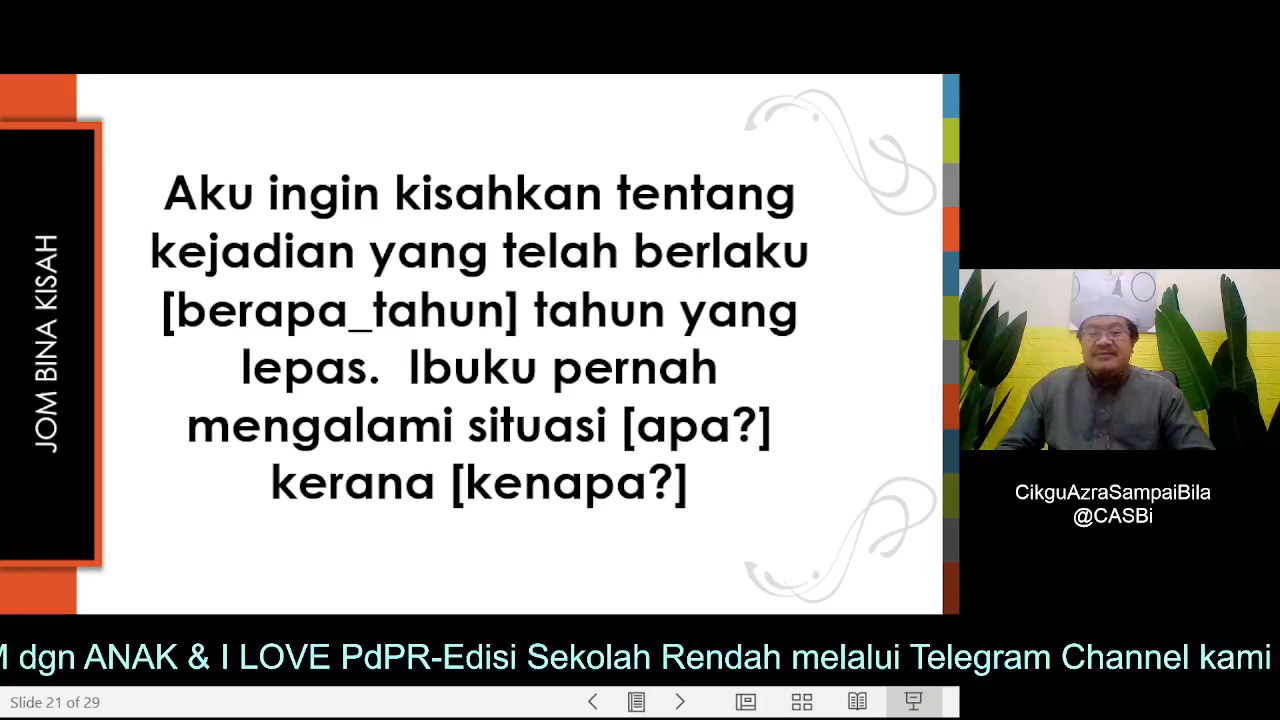 JOM BINA KISAH
Aku ingin kisahkan tentang
kejadian yang telah berlaku
[berapa_tahun] tahun yang
lepas.  Ibuku pernah
mengalami situasi [apa?]
kerana [kenapa?]
CikguAzraSampaiBila
@CASBi
M dgn ANAK & I LOVE PdPR-Edisi Sekolah Rendah melalui Telegram Channel kami
Slide 21 of 29